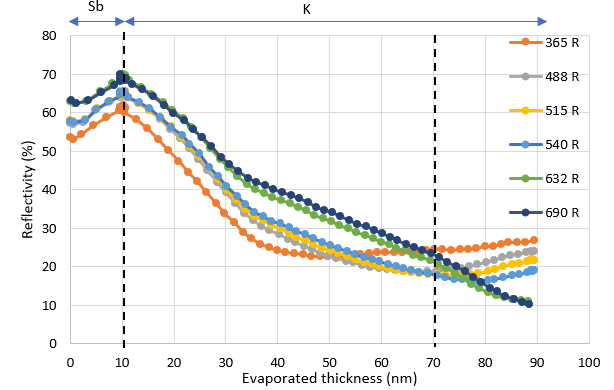 Sb
K
80
70
60
50
40
30
20
10
0
Reflectivity (%)
0 10 20 30 40 50 60 70 80 90 100
Evaporated thickness (nm)
365 R
488 R
515 R
540 R
632 R
690 R